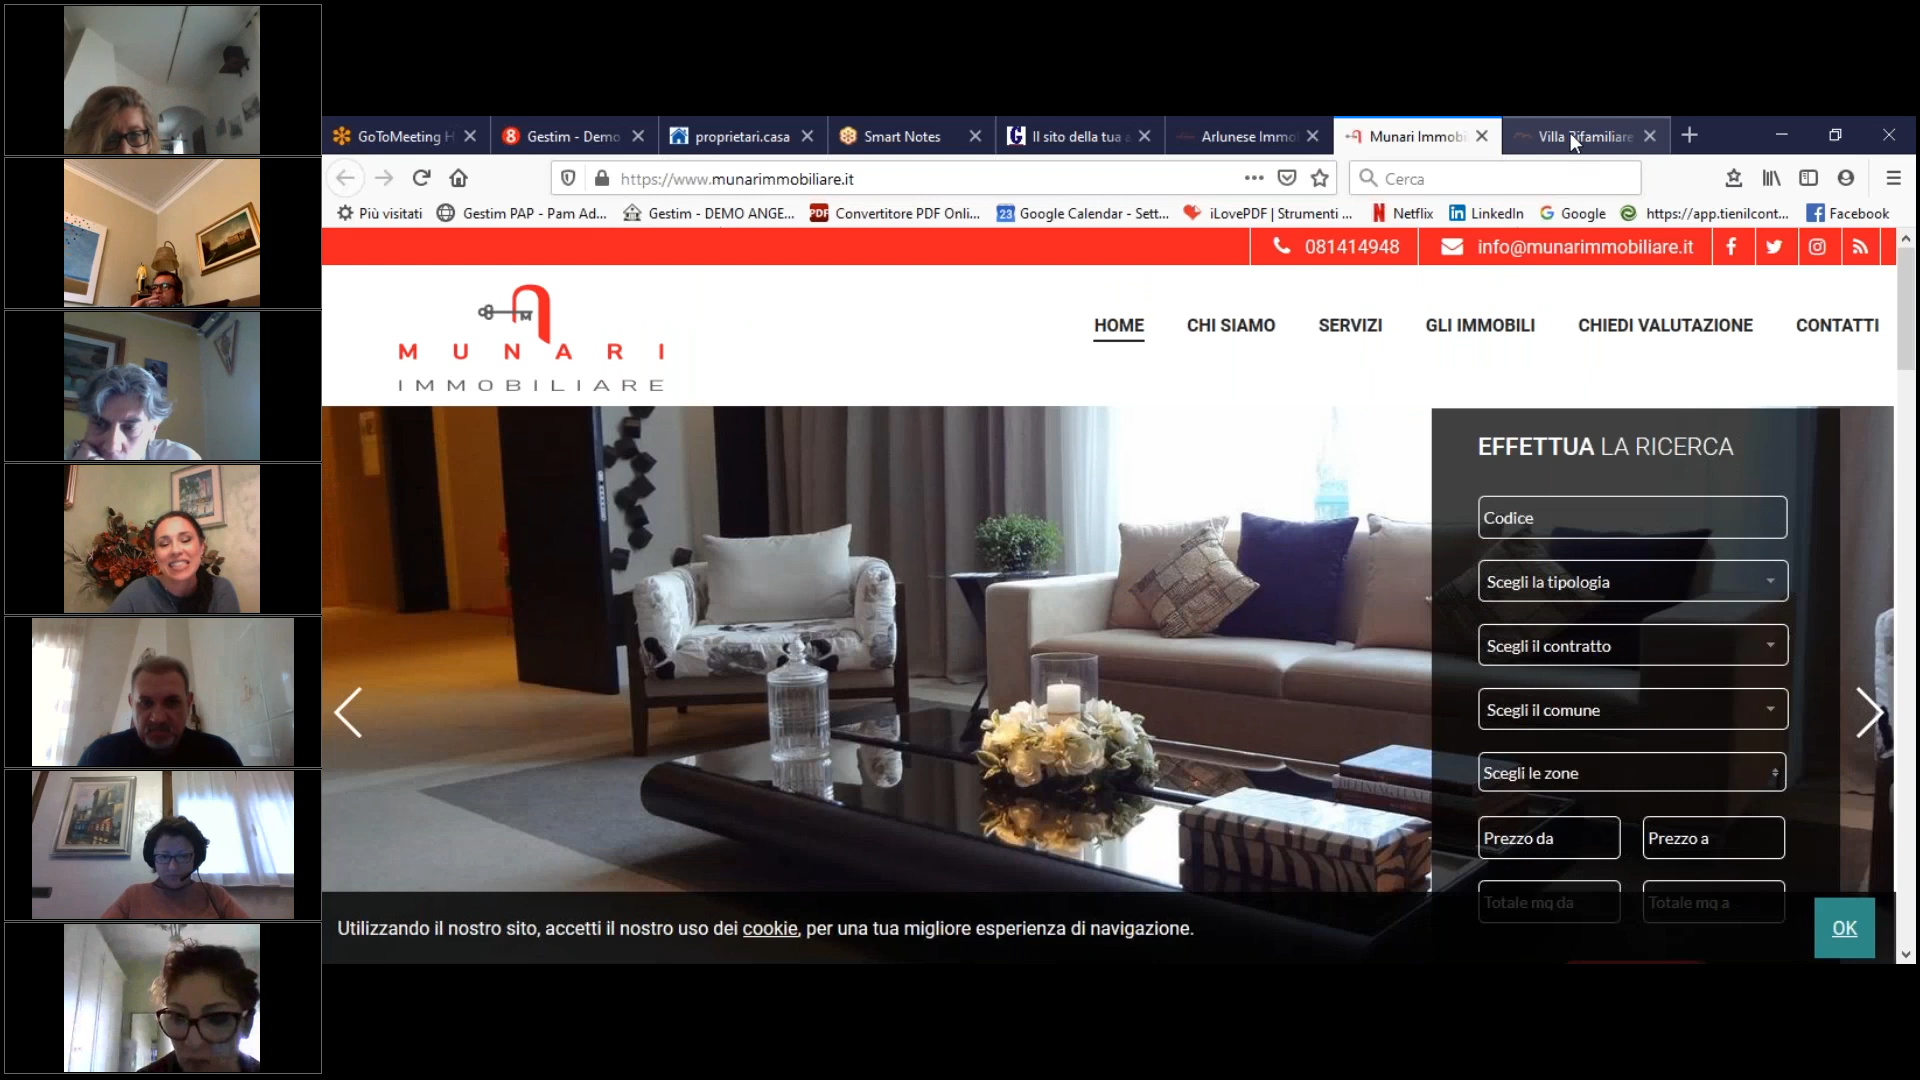 GoToMeeting H
Gestim - Demo
proprietari.casa
Smart Notes
Il sito della tua a
Arlunese Immo
Munari Immobi
Villa Bifamiliare
https://www.munarimmobiliare.it
Cerca
Più visitati
Gestim PAP - Pam Ad...
Gestim - DEMO ANGE...
PDF
Convertitore PDF Onli...
23
Google Calendar - Sett...
iLovePDF | Strumenti ...
Netflix
LinkedIn
Google
https://app.tienilcont...
Facebook
081414948
info@munarimmobiliare.it
M
MUNARI
IMMOBILIARE
HOME
CHI SIAMO
SERVIZI
GLI IMMOBILI
CHIEDI VALUTAZIONE
CONTATTI
EFFETTUA LA RICERCA
Codice
Scegli la tipologia
Scegli il contratto
Scegli il comune
Scegli le zone
Prezzo da
Prezzo a
Totale mq da
Totale mq a
Utilizzando il nostro sito, accetti il nostro uso dei cookie, per una tua migliore esperienza di navigazione.
OK